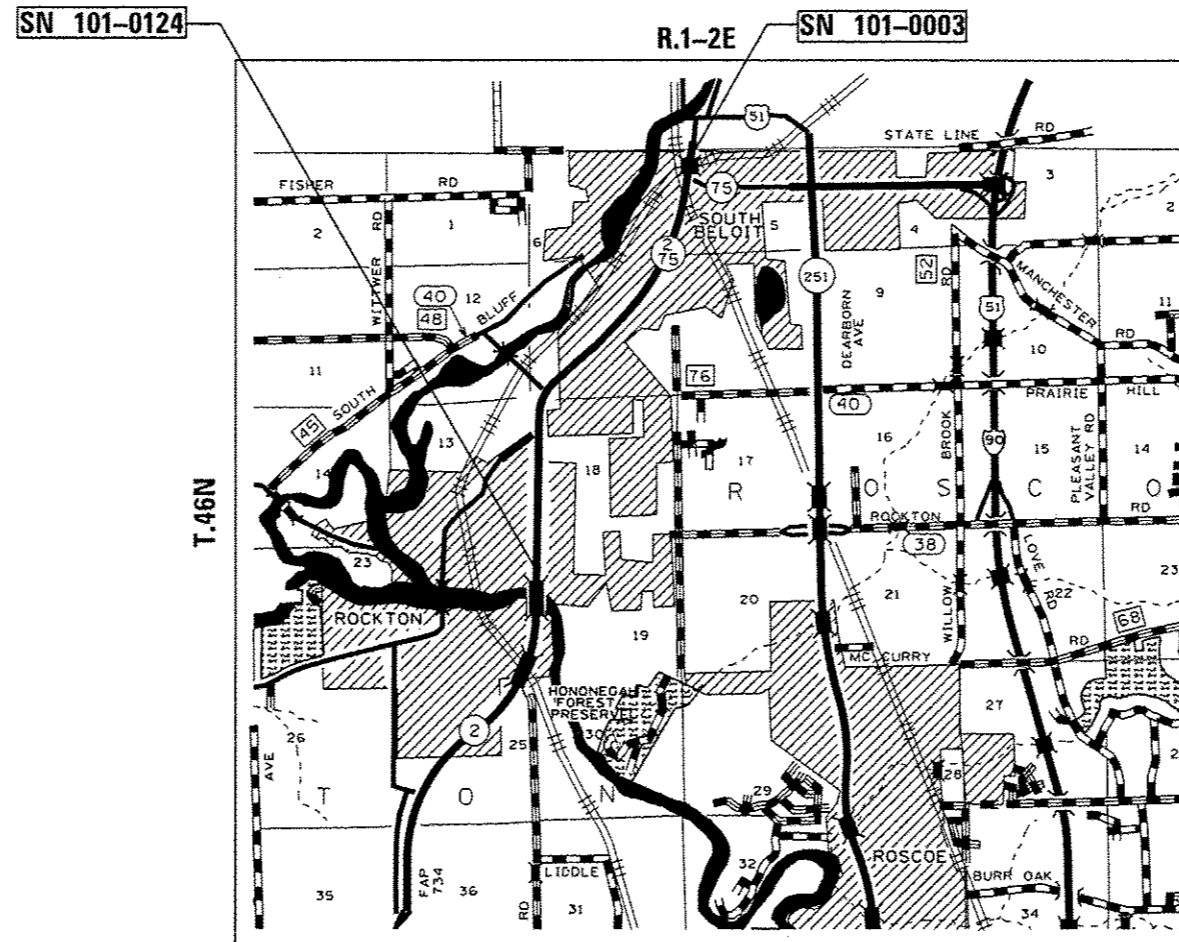 SN 101-0124
R.1-2E
SN 101-0003
T.46N
51
STATE LINE RD
FISHER RD
75
SOUTH BELOIT
3
2
1
6
5
4
2
WITTWER RD
2 75
251
52
RD
MANCHESTER RD
40
48
12
BLUFF
9
DEARBORN AVE
51
11
10
11
SOUTH
76
40
PRAIRIE HILL
45
13
18
17
16
BROOK
90
15
PLEASANT VALLEY RD
14
14
R O S C O
ROCKTON RD
38
23
LOVE RD
22
23
ROCKTON
19
20
21
WILLOW
RD
68
MC CURRY
HONONEGAH FOREST PRESERVE
30
27
2
25
26
AVE
T O N
29
28
2
32
ROSCOE
FAP 734
35
36
RD
LIDDLE
31
BURR OAK
34